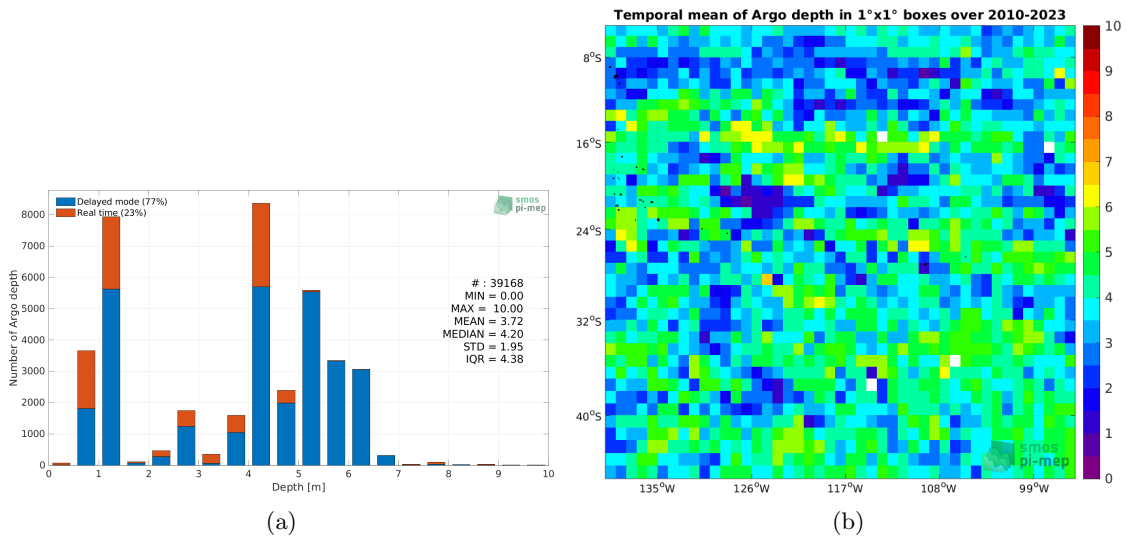 Temporal mean of Argo depth in 1°x1° boxes over 2010-2023
Delayed mode (77%)
Real time (23%)
smos
pi-mep
# : 39168
MIN = 0.00
MAX = 10.00
MEAN = 3.72
MEDIAN = 4.20
STD = 1.95
IQR = 4.38
Number of Argo depth
8000
7000
6000
5000
4000
3000
2000
1000
0
0 1 2 3 4 5 6 7 8 9 10
Depth [m]
(a)
8°S
16°S
24°S
32°S
40°S
135°W 126°W 117°W 108°W 99°W
smos
pi-mep
10
9
8
7
6
5
4
3
2
1
0
(b)